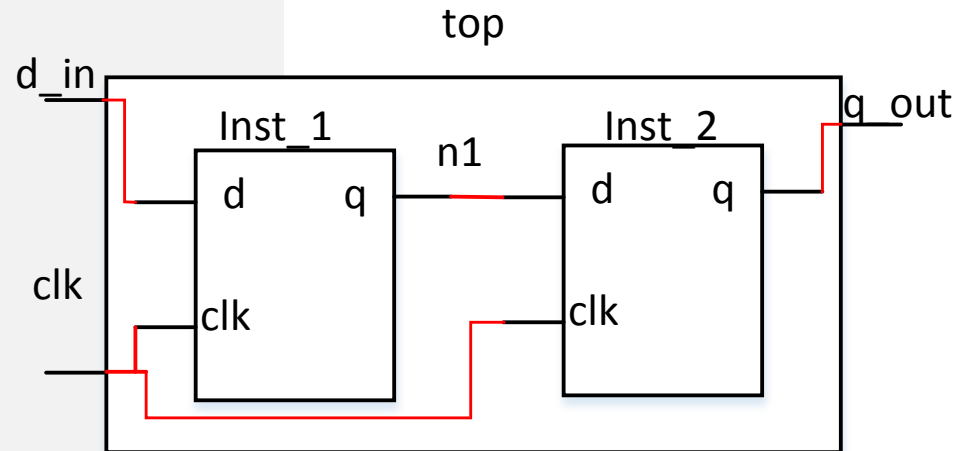 top
d_in
q_out
Inst_1
Inst_2
n1
d
q
d
q
clk
clk
clk